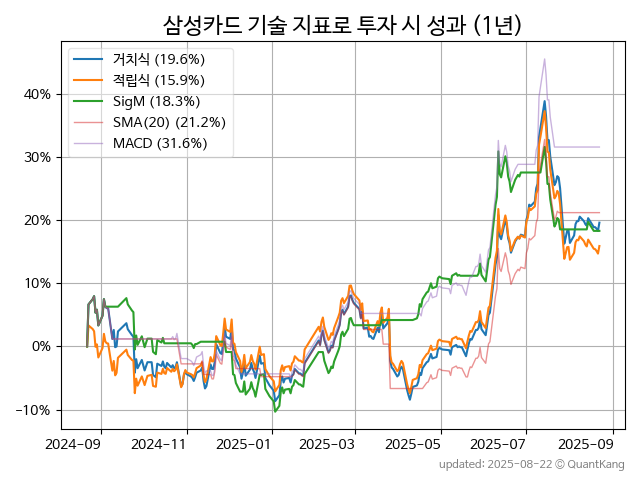 삼성카드 기술 지표로 투자 시 성과 (1년)
거치식 (19.6%)
적립식 (15.9%)
SigM (18.3%)
SMA(20) (21.2%)
MACD (31.6%)
40%
30%
20%
10%
0%
−10%
2024-09 2024-11 2025-01 2025-03 2025-05 2025-07 2025-09
updated: 2025-08-22 © QuantKang